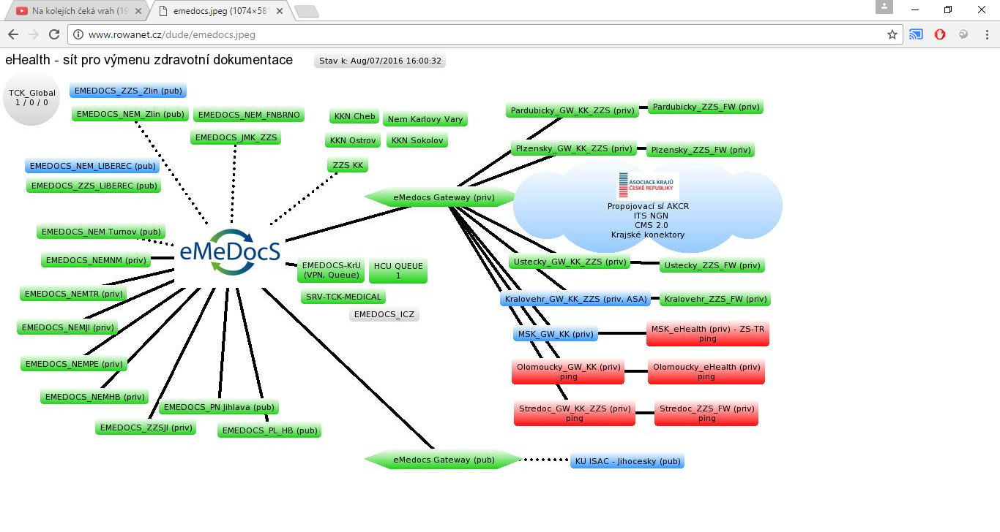 Na kolejích čeká vrah (19
emedocs.jpeg (1074×581
www.rowanet.cz/dude/emedocs.jpeg
eHealth - sít pro výmenu zdravotní dokumentace
Stav k: Aug/07/2016 16:00:32
TCK_Global
1 / 0 / 0
EMEDOCS_ZZS_Zlin (pub)
EMEDOCS_NEM_Zlin (pub)
EMEDOCS_NEM_FNBRNO
EMEDOCS_JMK_ZZS
KKN Cheb
Nem Karlovy Vary
KKN Ostrov
KKN Sokolov
ZZS KK
EMEDOCS_NEM_LIBEREC (pub)
EMEDOCS_ZZS_LIBEREC (pub)
Pardubicky_GW_KK_ZZS (priv)
Pardubicky_ZZS_FW (priv)
Plzensky_GW_KK_ZZS (priv)
Plzensky_ZZS_FW (priv)
eMedocs Gateway (priv)
ASOCIACE KRAJŮ
ČESKÉ REPUBLIKY
Propojovací sí AKCR
ITS NGN
CMS 2.0
Krajské konektory
EMEDOCS_NEM Turnov (pub)
EMEDOCS_NEMNM (priv)
eMeDocS
EMEDOCS-KrU
(VPN, Queue)
HCU QUEUE
1
SRV-TCK-MEDICAL
EMEDOCS_ICZ
Ustecky_GW_KK_ZZS (priv)
Ustecky_ZZS_FW (priv)
Kralovehr_GW_KK_ZZS (priv, ASA)
Kralovehr_ZZS_FW (priv)
MSK_GW_KK (priv)
MSK_eHealth (priv) - ZS-TR
ping
Olomoucky_GW_KK (priv)
ping
Olomoucky_eHealth (priv)
ping
Stredoc_GW_KK_ZZS (priv)
ping
Stredoc_ZZS_FW (priv)
ping
EMEDOCS_NEMTR (priv)
EMEDOCS_NEMJI (priv)
EMEDOCS_NEMPE (priv)
EMEDOCS_NEMHB (priv)
EMEDOCS_PN Jihlava (pub)
EMEDOCS_ZZSJI (priv)
EMEDOCS_PL_HB (pub)
eMedocs Gateway (pub)
KU ISAC - Jihocesky (pub)